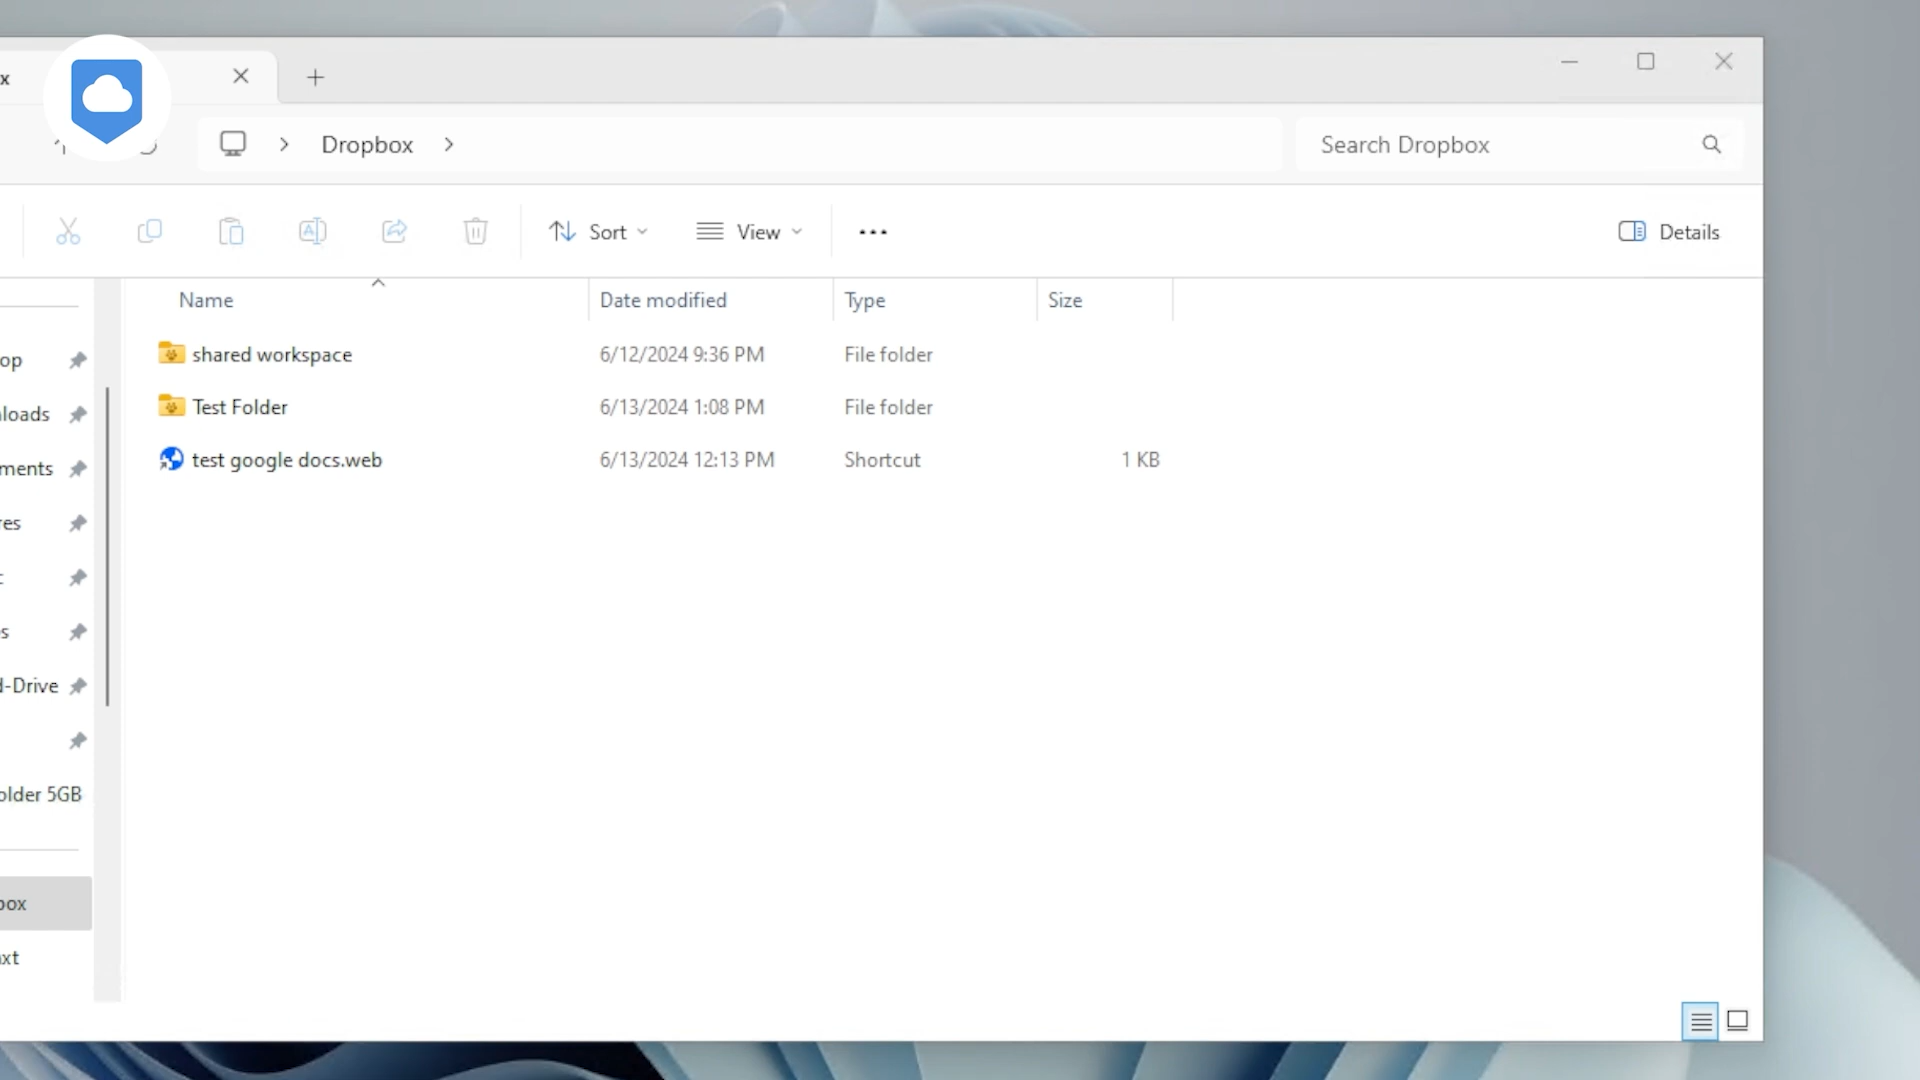 x
Dropbox
Search Dropbox
Sort
View
Details
Name
Date modified
Type
Size
shared workspace
6/12/2024 9:36 PM
File folder
Test Folder
6/13/2024 1:08 PM
File folder
test google docs.web
6/13/2024 12:13 PM
Shortcut
1 KB
op
loads
ments
res
s
d-Drive
older 5GB
box
xt